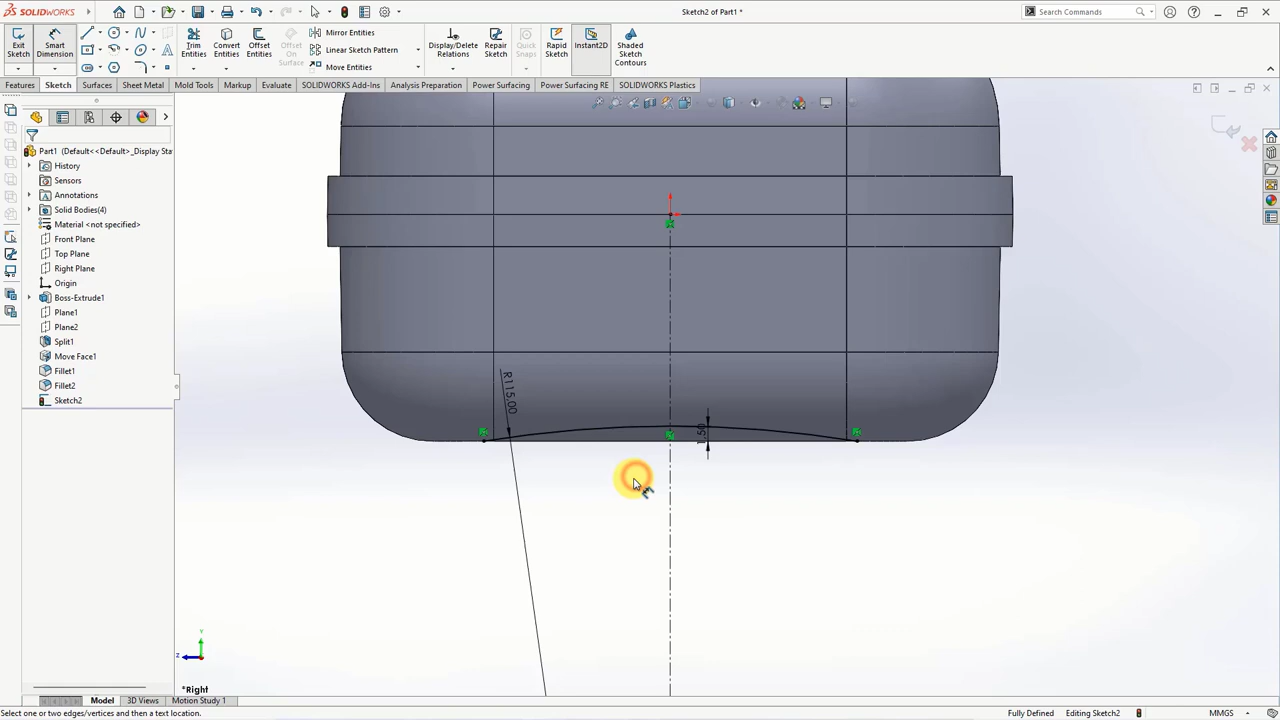 SOLIDWORKS
Sketch2 of Part1 *
Search Commands
Exit Sketch
Smart Dimension
Trim Entities
Convert Entities
Offset Entities
Offset On Surface
Mirror Entities
Linear Sketch Pattern
Move Entities
Display/Delete Relations
Repair Sketch
Quick Snaps
Rapid Sketch
Instant2D
Shaded Sketch Contours
Features
Sketch
Surfaces
Sheet Metal
Mold Tools
Markup
Evaluate
SOLIDWORKS Add-Ins
Analysis Preparation
Power Surfacing
Power Surfacing RE
SOLIDWORKS Plastics
Part1 (Default<<Default>_Display Sta
History
Sensors
Annotations
Solid Bodies(4)
Material <not specified>
Front Plane
Top Plane
Right Plane
Origin
Boss-Extrude1
Plane1
Plane2
Split1
Move Face1
Fillet1
Fillet2
Sketch2
R115.00
1.50
Y
Z
*Right
Model
3D Views
Motion Study 1
Select one or two edges/vertices and then a text location.
Fully Defined
Editing Sketch2
MMGS